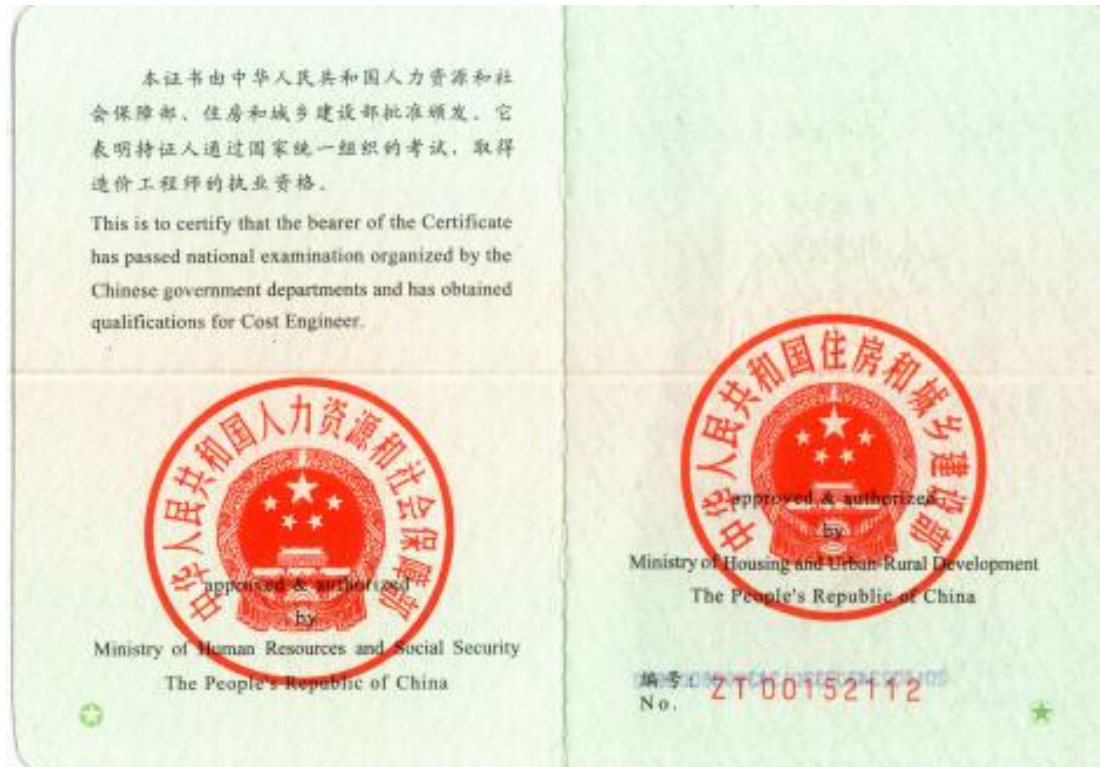 本证书由中华人民共和国人力资源和社
会保障部、住房和城乡建设部批准颁发。它
表明持证人通过国家统一组织的考试，取得
造价工程师的执业资格。
This is to certify that the bearer of the Certificate
has passed national examination organized by the
Chinese government departments and has obtained
qualifications for Cost Engineer.
中华人民共和国人力资源和社会保障部
approved & authorized
by
Ministry of Human Resources and Social Security
The People's Republic of China
中华人民共和国住房和城乡建设部
approved & authorized
by
Ministry of Housing and Urban-Rural Development
The People's Republic of China
编号:
No. ZT00152112